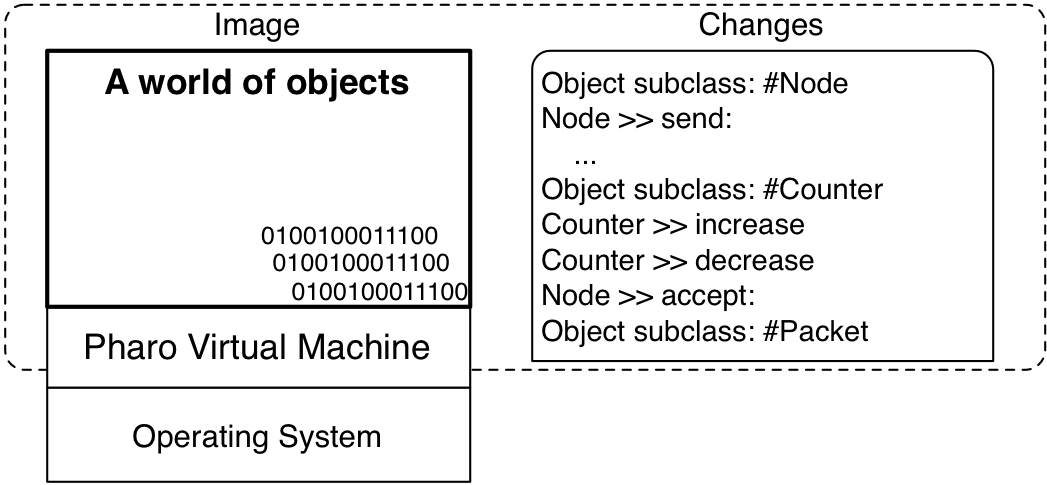 Image
A world of objects
0100100011100
0100100011100
0100100011100
Pharo Virtual Machine
Operating System
Changes
Object subclass: #Node
Node >> send:
...
Object subclass: #Counter
Counter >> increase
Counter >> decrease
Node >> accept:
Object subclass: #Packet